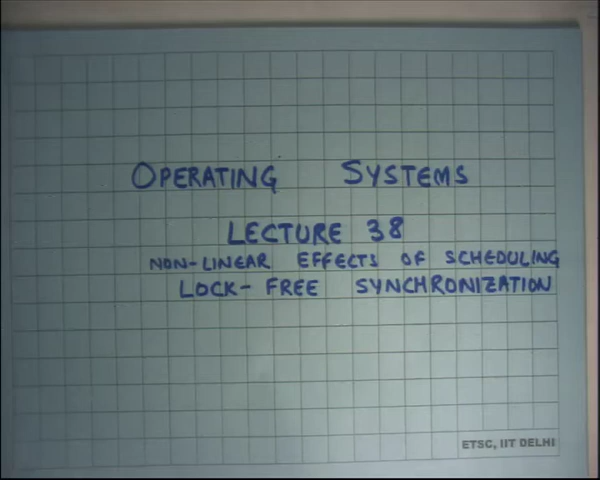 OPERATING SYSTEMS
LECTURE 38
NON-LINEAR EFFECTS OF SCHEDULING
LOCK-FREE SYNCHRONIZATION
ETSC, IIT DELHI